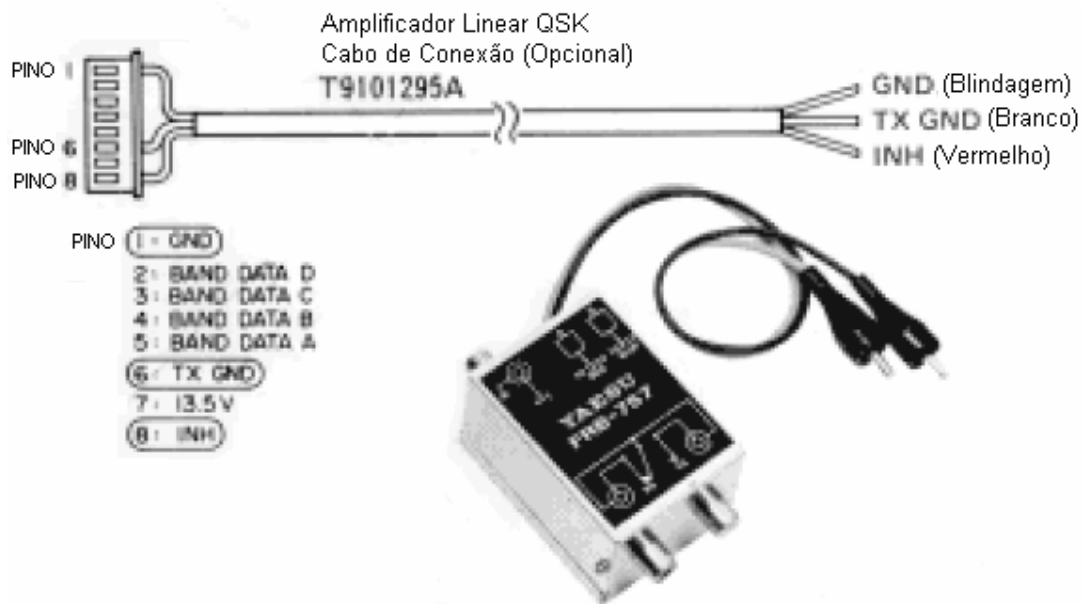 Amplificador Linear QSK
Cabo de Conexão (Opcional)
T9101295A
PINO 1
PINO 6
PINO 8
GND (Blindagem)
TX GND (Branco)
INH (Vermelho)
PINO 1: GND
2: BAND DATA D
3: BAND DATA C
4: BAND DATA B
5: BAND DATA A
6: TX GND
7: 13.5V
8: INH
YAESU
FRB-757